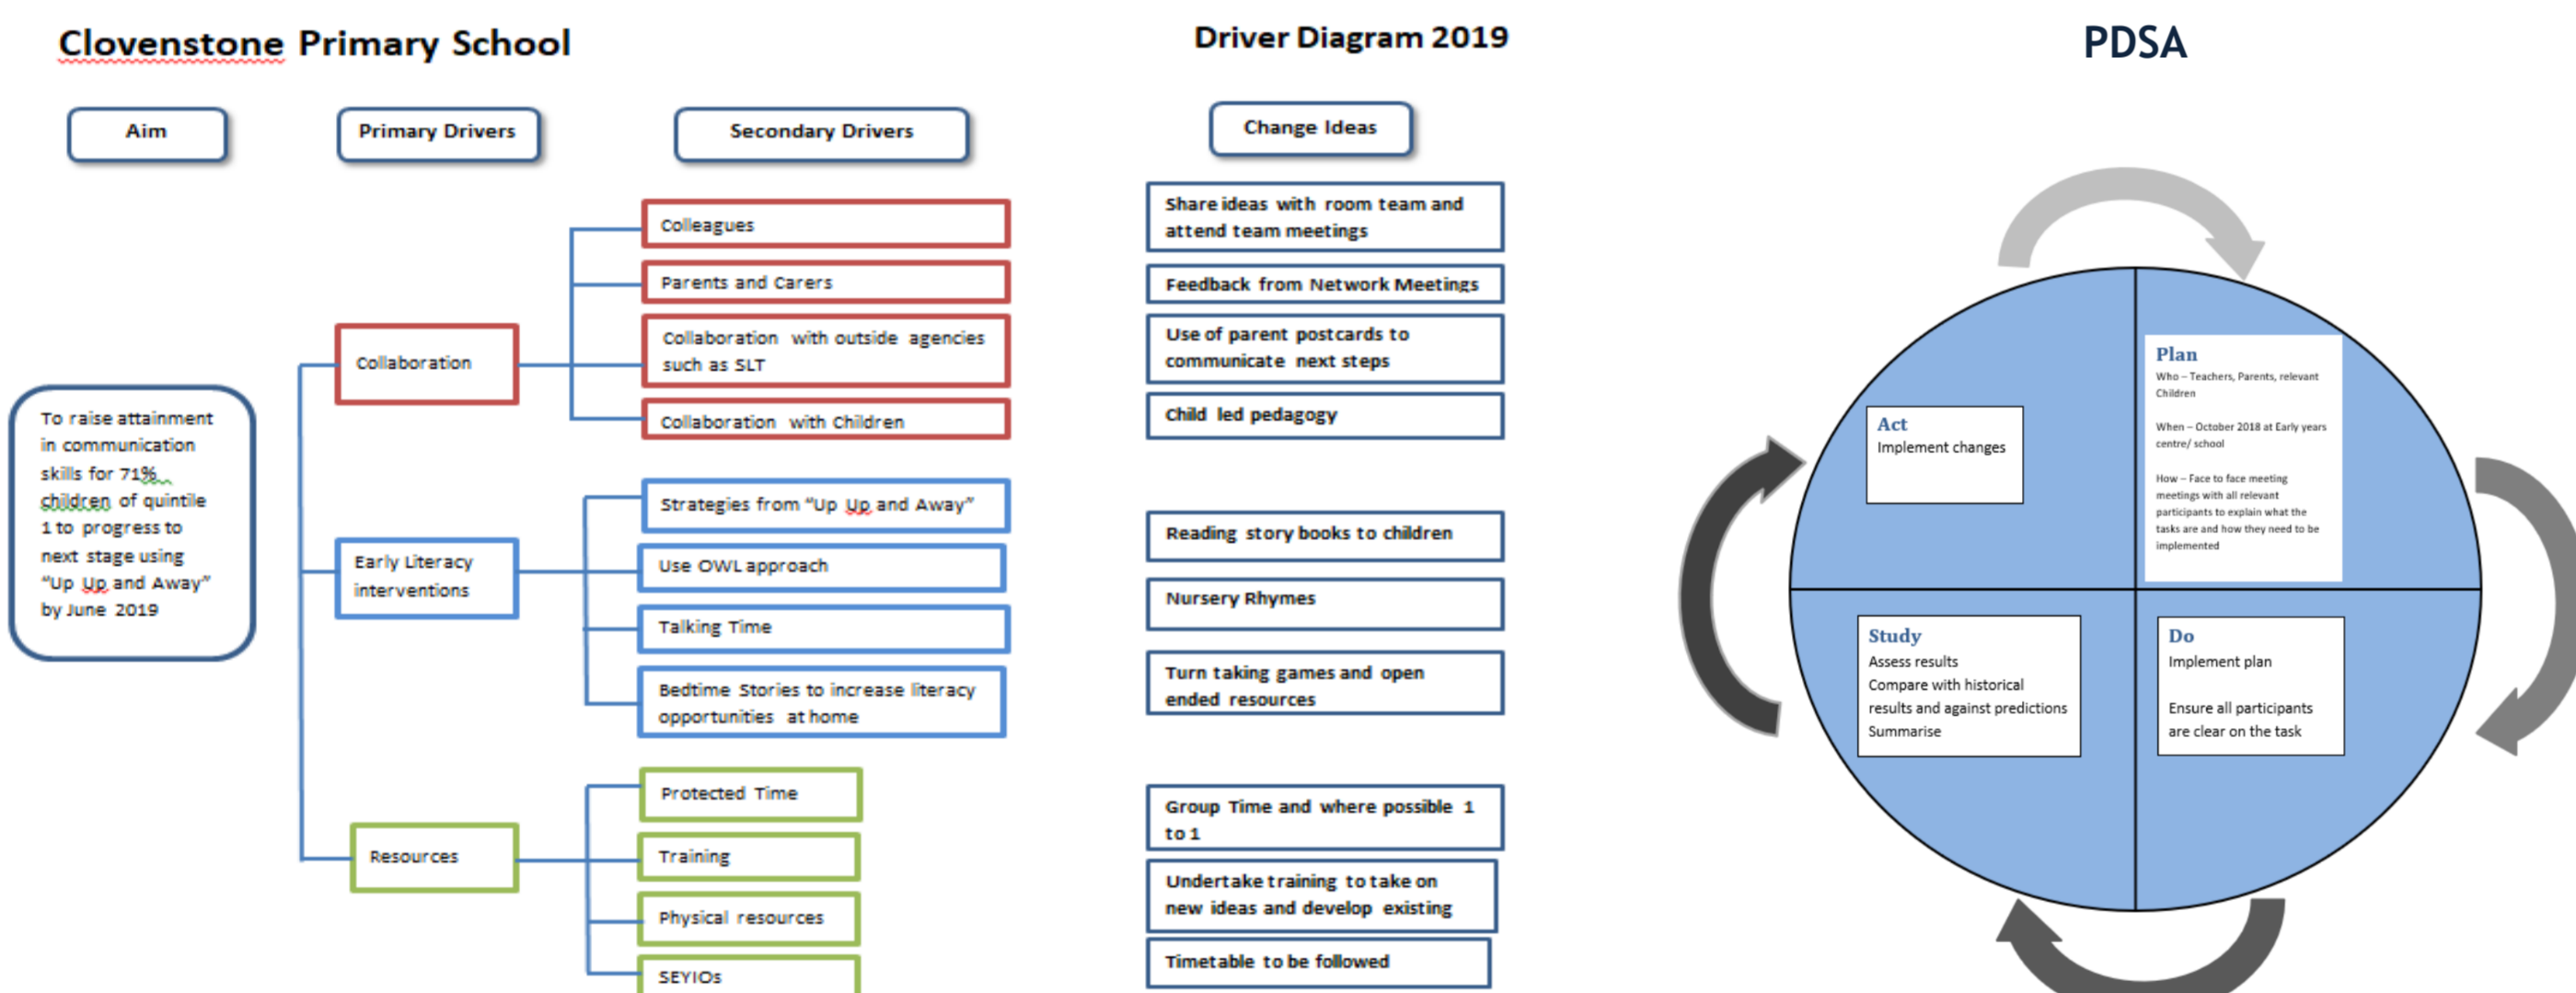 Clovenstone Primary School
Driver Diagram 2019
PDSA
Aim
Primary Drivers
Secondary Drivers
Change Ideas
To raise attainment
in communication
skills for 71%
children of quintile
1 to progress to
next stage using
“Up Up and Away”
by June 2019
Collaboration
Early Literacy
interventions
Resources
Colleagues
Parents and Carers
Collaboration with outside agencies
such as SLT
Collaboration with Children
Strategies from “Up Up and Away”
Use OWL approach
Talking Time
Bedtime Stories to increase literacy
opportunities at home
Protected Time
Training
Physical resources
SEYIOs
Share ideas with room team and
attend team meetings
Feedback from Network Meetings
Use of parent postcards to
communicate next steps
Child led pedagogy
Reading story books to children
Nursery Rhymes
Turn taking games and open
ended resources
Group Time and where possible 1
to 1
Undertake training to take on
new ideas and develop existing
Timetable to be followed
Act
Implement changes
Plan
Who – Teachers, Parents, relevant
Children
When – October 2018 at Early years
centre/ school
How – Face to face meeting
meetings with all relevant
participants to explain what the
tasks are and how they need to be
implemented
Study
Assess results
Compare with historical
results and against predictions
Summarise
Do
Implement plan
Ensure all participants
are clear on the task